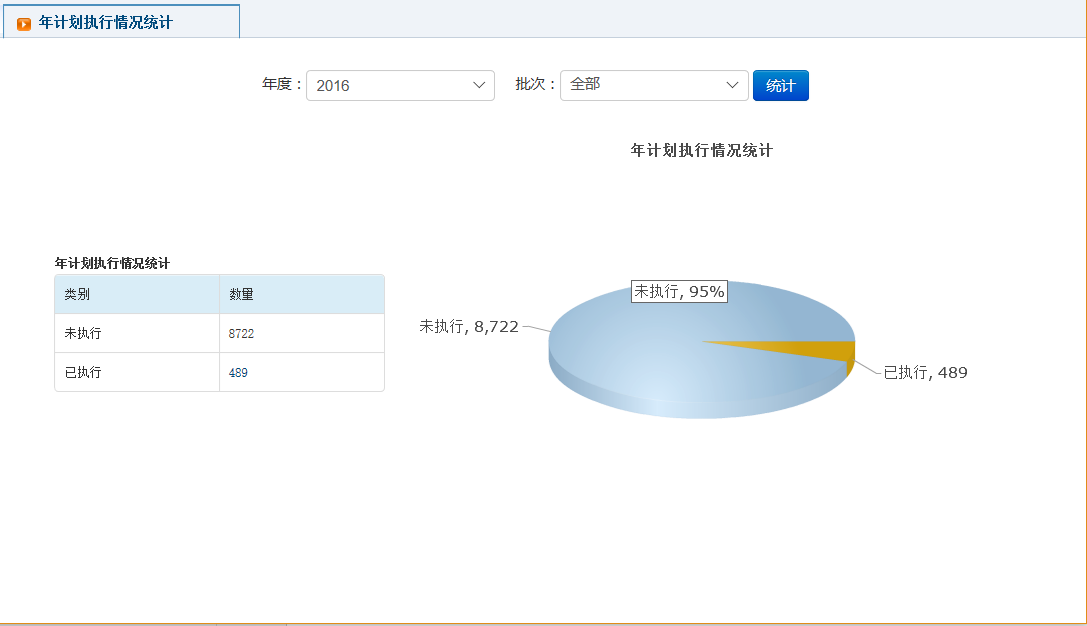 年计划执行情况统计
年度： 2016 批次： 全部 统计
年计划执行情况统计
年计划执行情况统计
类别 数量
未执行 8722
已执行 489
未执行, 95%
未执行, 8,722
已执行, 489